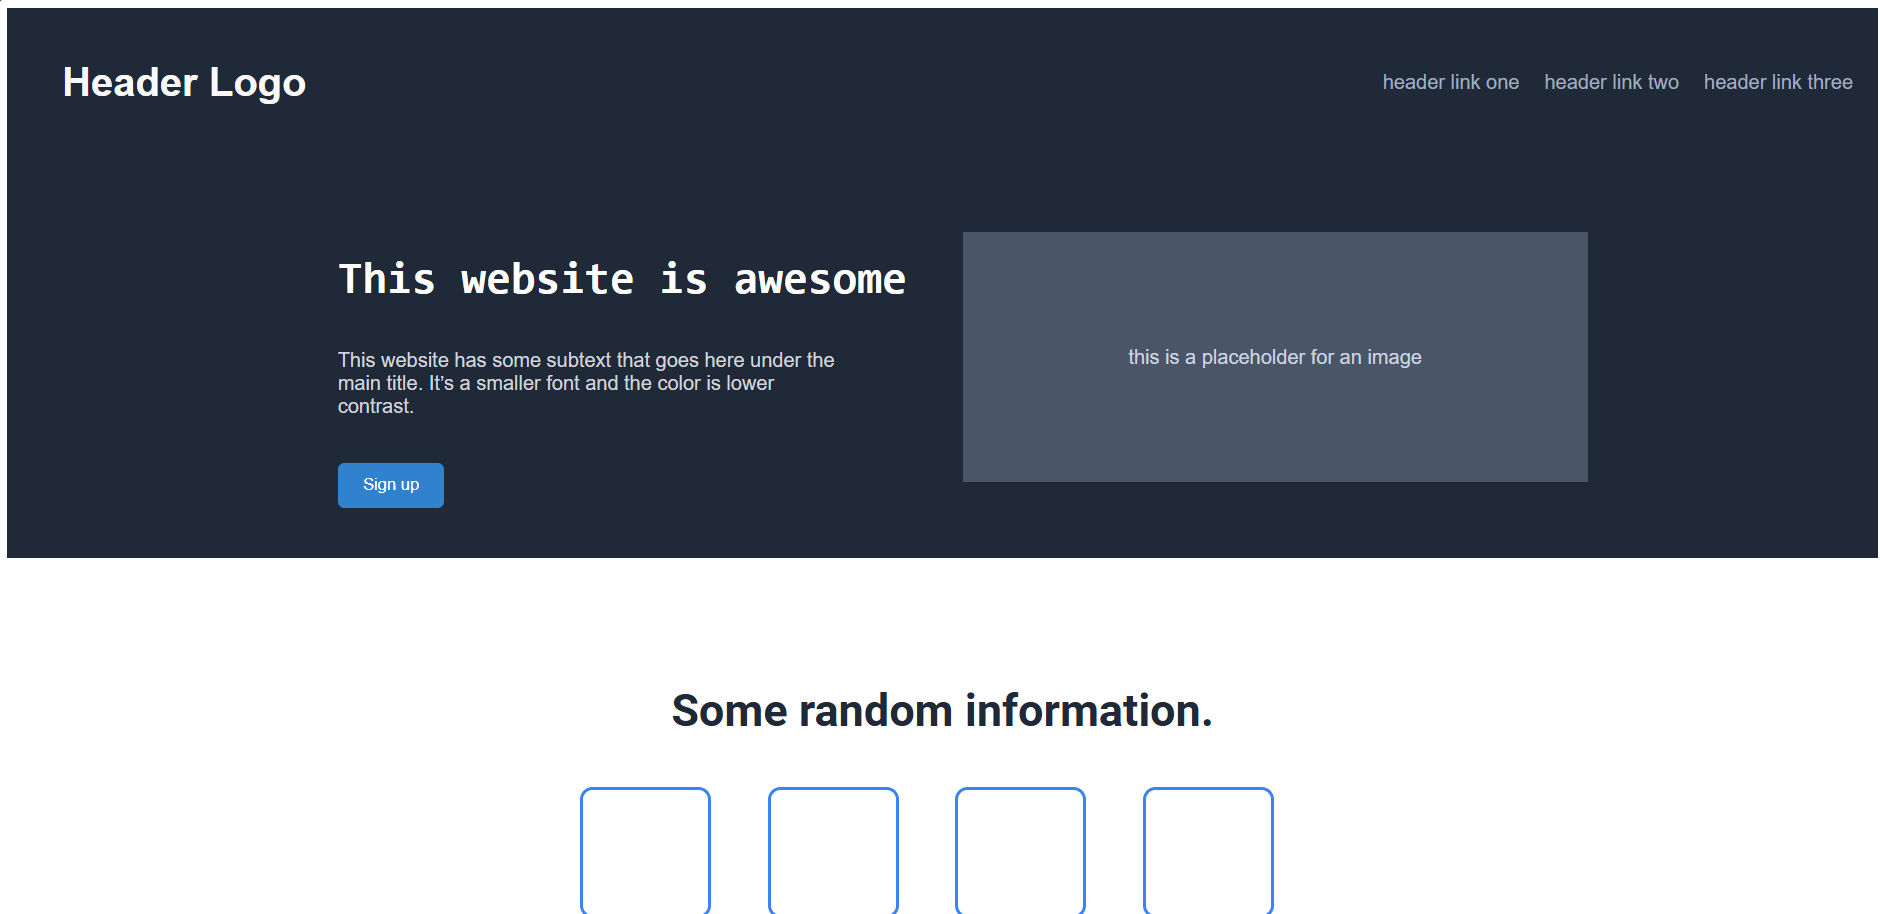 Header Logo
header link one
header link two
header link three
This website is awesome
This website has some subtext that goes here under the
main title. It’s a smaller font and the color is lower
contrast.
Sign up
this is a placeholder for an image
Some random information.